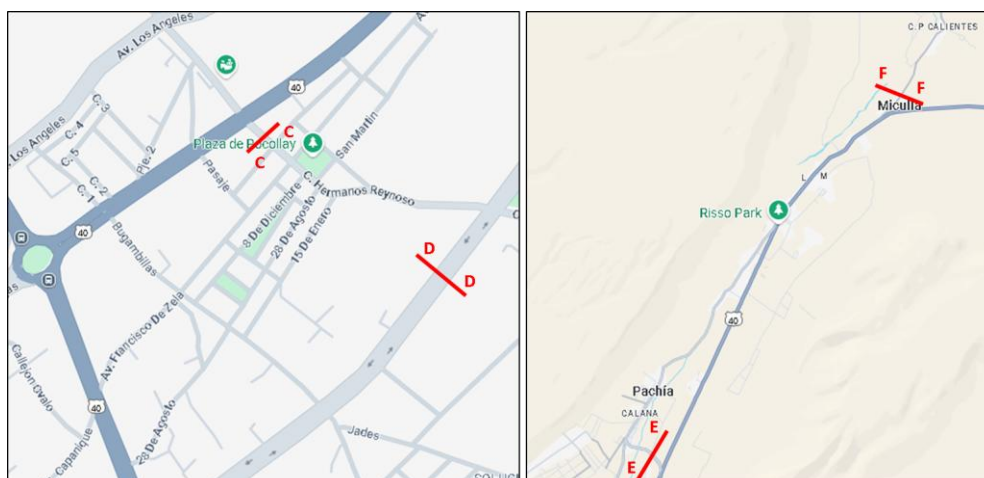 Av. Los Angeles
Los Angeles
C. 3
C. 4
C. 5
C. 2
C. 1
Pje. 2
40
C
C
Plaza de Pocollay
Pasaje
San Martin
C. Hermanos Reynoso
8 De Diciembre
28 De Agosto
15 De Enero
Bugambillas
40
D
D
Av. Francisco De Zela
Callejon Ovalo
Capanique
40
28 De Agosto
Jades
C.P CALIENTES
F
F
Miculla
L
M
Risso Park
40
Pachía
CALANA
E
E